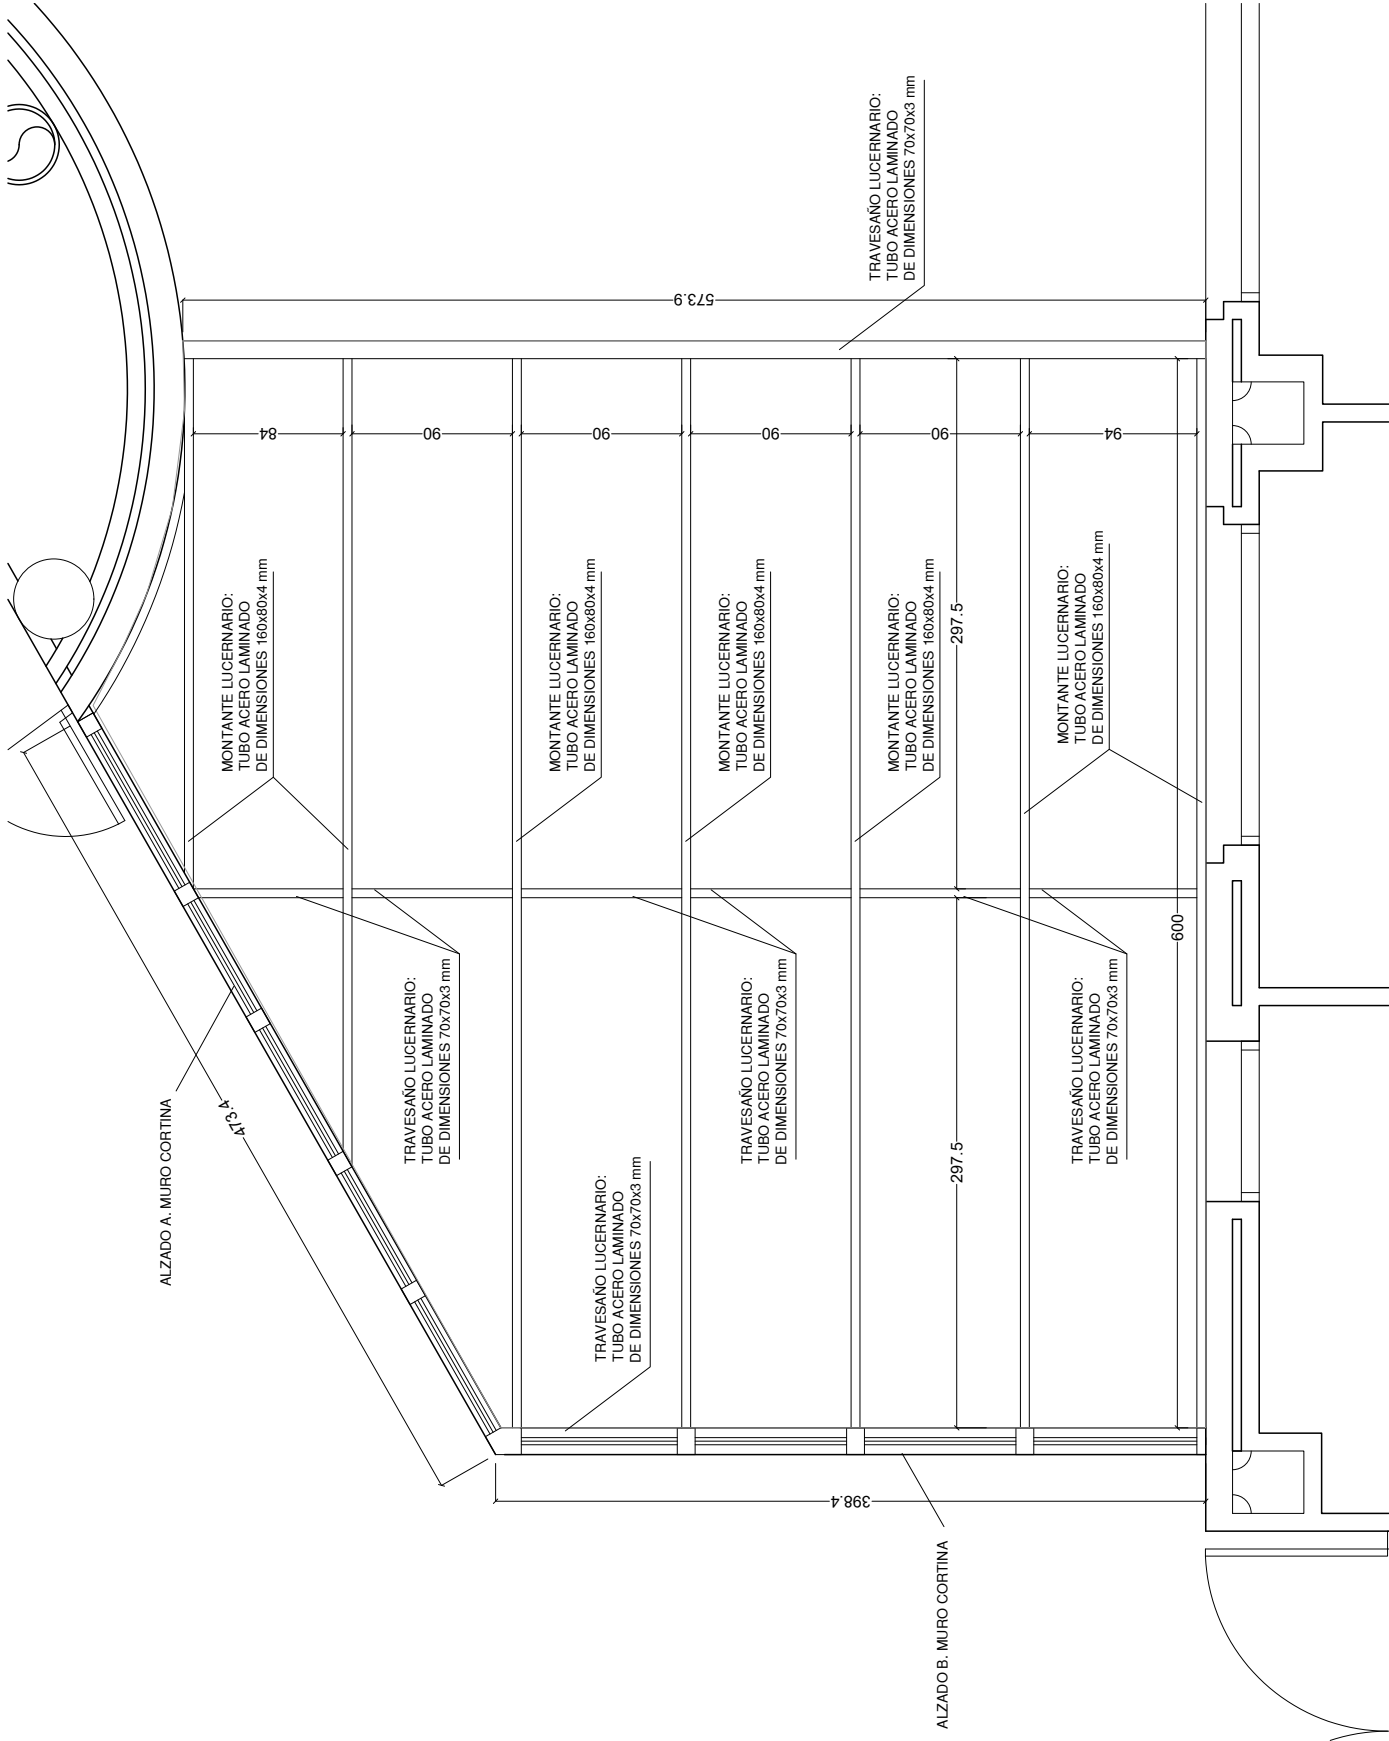 TRAVESAÑO LUCERNARIO:
TUBO ACERO LAMINADO
DE DIMENSIONES 70x70x3 mm
573.9
84
90
90
90
90
94
MONTANTE LUCERNARIO:
TUBO ACERO LAMINADO
DE DIMENSIONES 160x80x4 mm
MONTANTE LUCERNARIO:
TUBO ACERO LAMINADO
DE DIMENSIONES 160x80x4 mm
MONTANTE LUCERNARIO:
TUBO ACERO LAMINADO
DE DIMENSIONES 160x80x4 mm
MONTANTE LUCERNARIO:
TUBO ACERO LAMINADO
DE DIMENSIONES 160x80x4 mm
297.5
MONTANTE LUCERNARIO:
TUBO ACERO LAMINADO
DE DIMENSIONES 160x80x4 mm
600
TRAVESAÑO LUCERNARIO:
TUBO ACERO LAMINADO
DE DIMENSIONES 70x70x3 mm
TRAVESAÑO LUCERNARIO:
TUBO ACERO LAMINADO
DE DIMENSIONES 70x70x3 mm
TRAVESAÑO LUCERNARIO:
TUBO ACERO LAMINADO
DE DIMENSIONES 70x70x3 mm
473.4
ALZADO A. MURO CORTINA
297.5
TRAVESAÑO LUCERNARIO:
TUBO ACERO LAMINADO
DE DIMENSIONES 70x70x3 mm
398.4
ALZADO B. MURO CORTINA